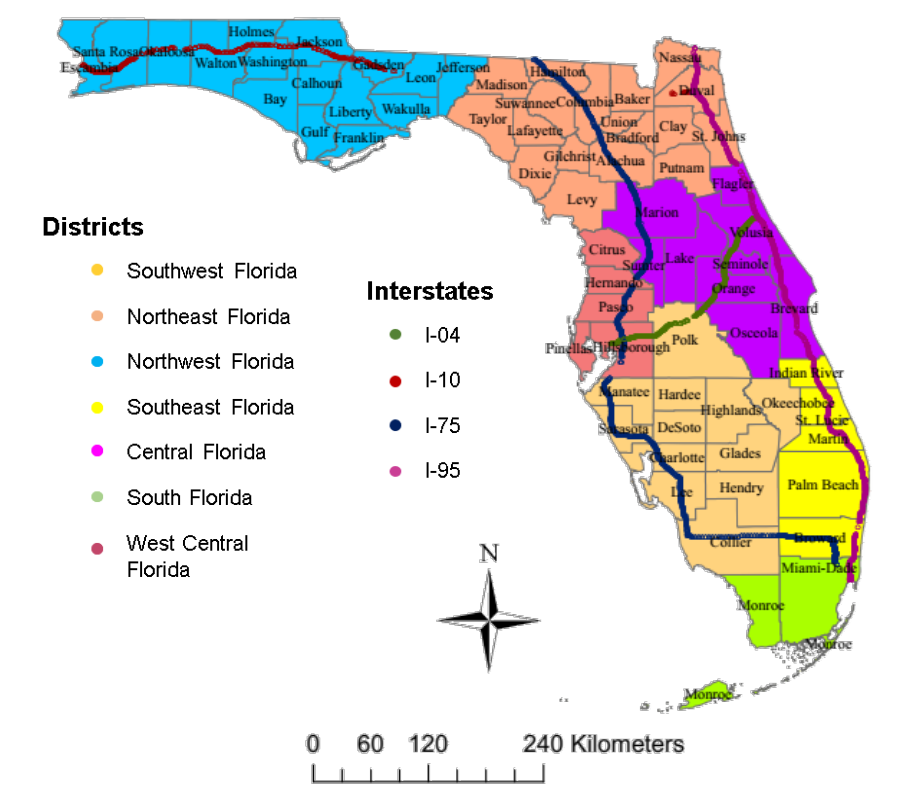 Holmes
Jackson
Santa Rosa
Okaloosa
Escambia
Walton
Washington
Gadsden
Leon
Jefferson
Calhoun
Bay
Liberty
Wakulla
Gulf
Franklin
Nassau
Hamilton
Madison
Duval
Suwannee
Columbia
Baker
Taylor
Union
Clay
St. Johns
Lafayette
Bradford
Gilchrist
Alachua
Putnam
Dixie
Flagler
Levy
Marion
Volusia
Citrus
Lake
Sumter
Seminole
Hernando
Orange
Pasco
Brevard
Osceola
Polk
Pinellas
Hillsborough
Indian River
Manatee
Hardee
Highlands
Okeechobee
St. Lucie
Sarasota
DeSoto
Martin
Charlotte
Glades
Lee
Hendry
Palm Beach
Collier
Broward
Miami-Dade
Monroe
Monroe
Monroe
Districts
Southwest Florida
Northeast Florida
Northwest Florida
Southeast Florida
Central Florida
South Florida
West Central
Florida
Interstates
I-04
I-10
I-75
I-95
N
0 60 120 240 Kilometers